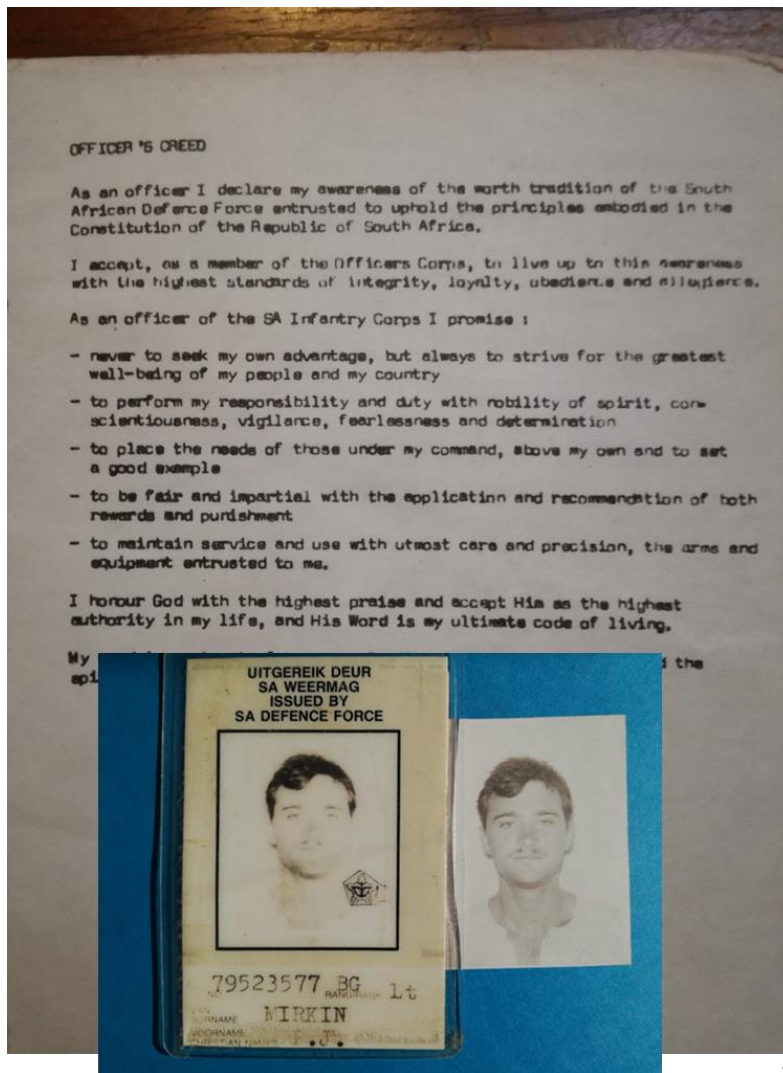 OFFICER 'S CREED
As an officer I declare my awareness of the worth tradition of the South
African Defence Force entrusted to uphold the principles embodied in the
Constitution of the Republic of South Africa.
I accept, as a member of the Officers Corps, to live up to this awareness
with the highest standards of integrity, loyalty, obedience and allegiance.
As an officer of the SA Infantry Corps I promise :
- never to seek my own advantage, but always to strive for the greatest
well-being of my people and my country
- to perform my responsibility and duty with nobility of spirit, con-
scientiousness, vigilance, fearlessness and determination
- to place the needs of those under my command, above my own and to set
a good example
- to be fair and impartial with the application and recommendation of both
rewards and punishment
- to maintain service and use with utmost care and precision, the arms and
equipment entrusted to me.
I honour God with the highest praise and accept Him as the highest
authority in my life, and His Word is my ultimate code of living.
My
the
UITGEREIK DEUR
SA WEERMAG
ISSUED BY
SA DEFENCE FORCE
NO 79523577 BG RANG/RANK Lt
VAN
SURNAME MIRKIN
VOORNAME
CHRISTIAN NAMES P.J.